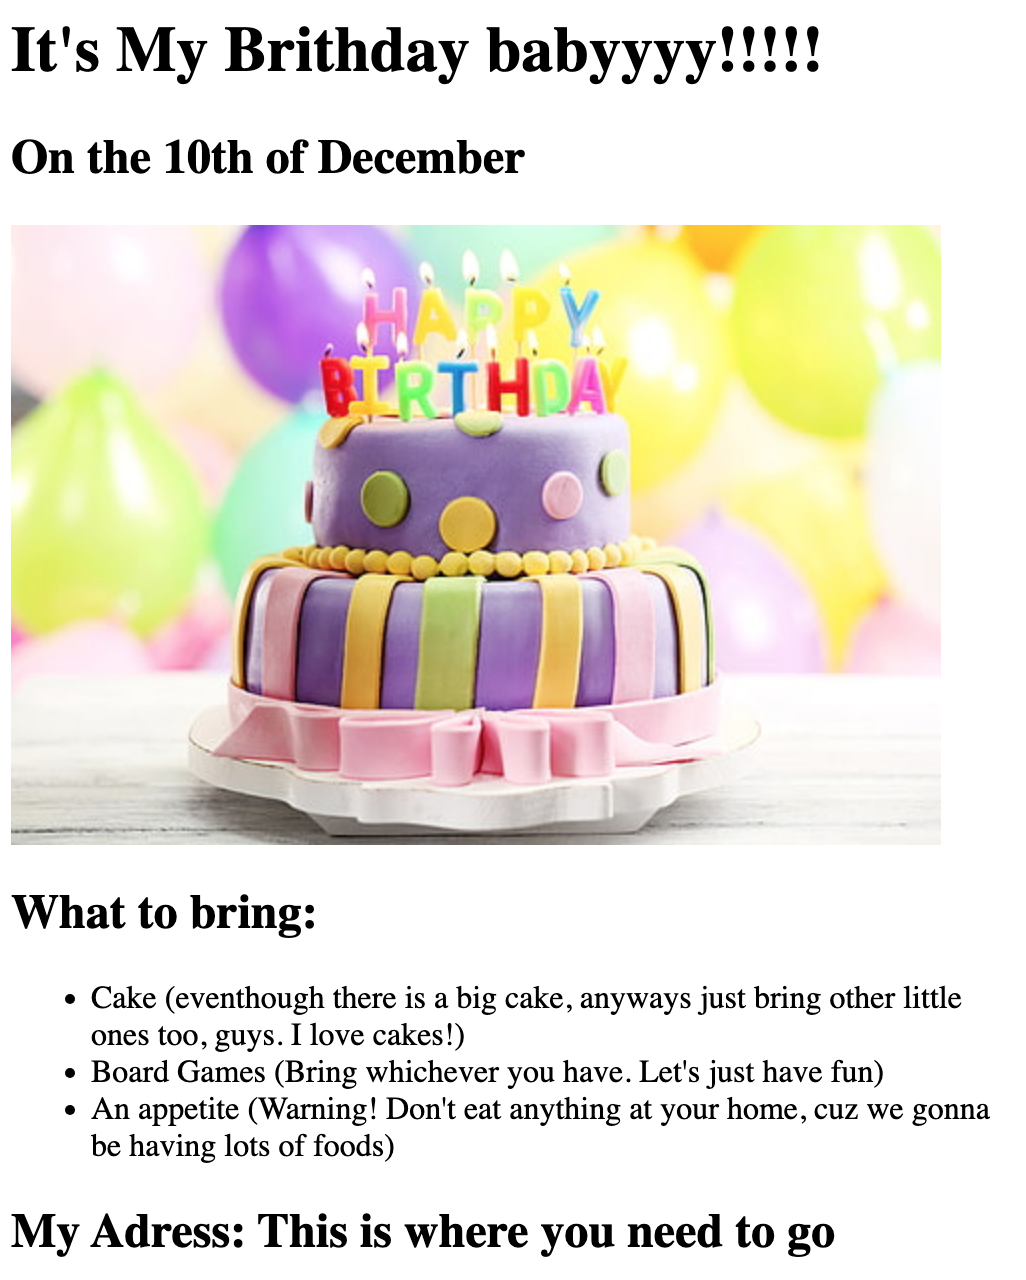 It's My Brithday babyyyy!!!!!
On the 10th of December
HAPPY
BIRTHDAY
What to bring:
• Cake (eventhough there is a big cake, anyways just bring other little
ones too, guys. I love cakes!)
• Board Games (Bring whichever you have. Let's just have fun)
• An appetite (Warning! Don't eat anything at your home, cuz we gonna
be having lots of foods)
My Adress: This is where you need to go